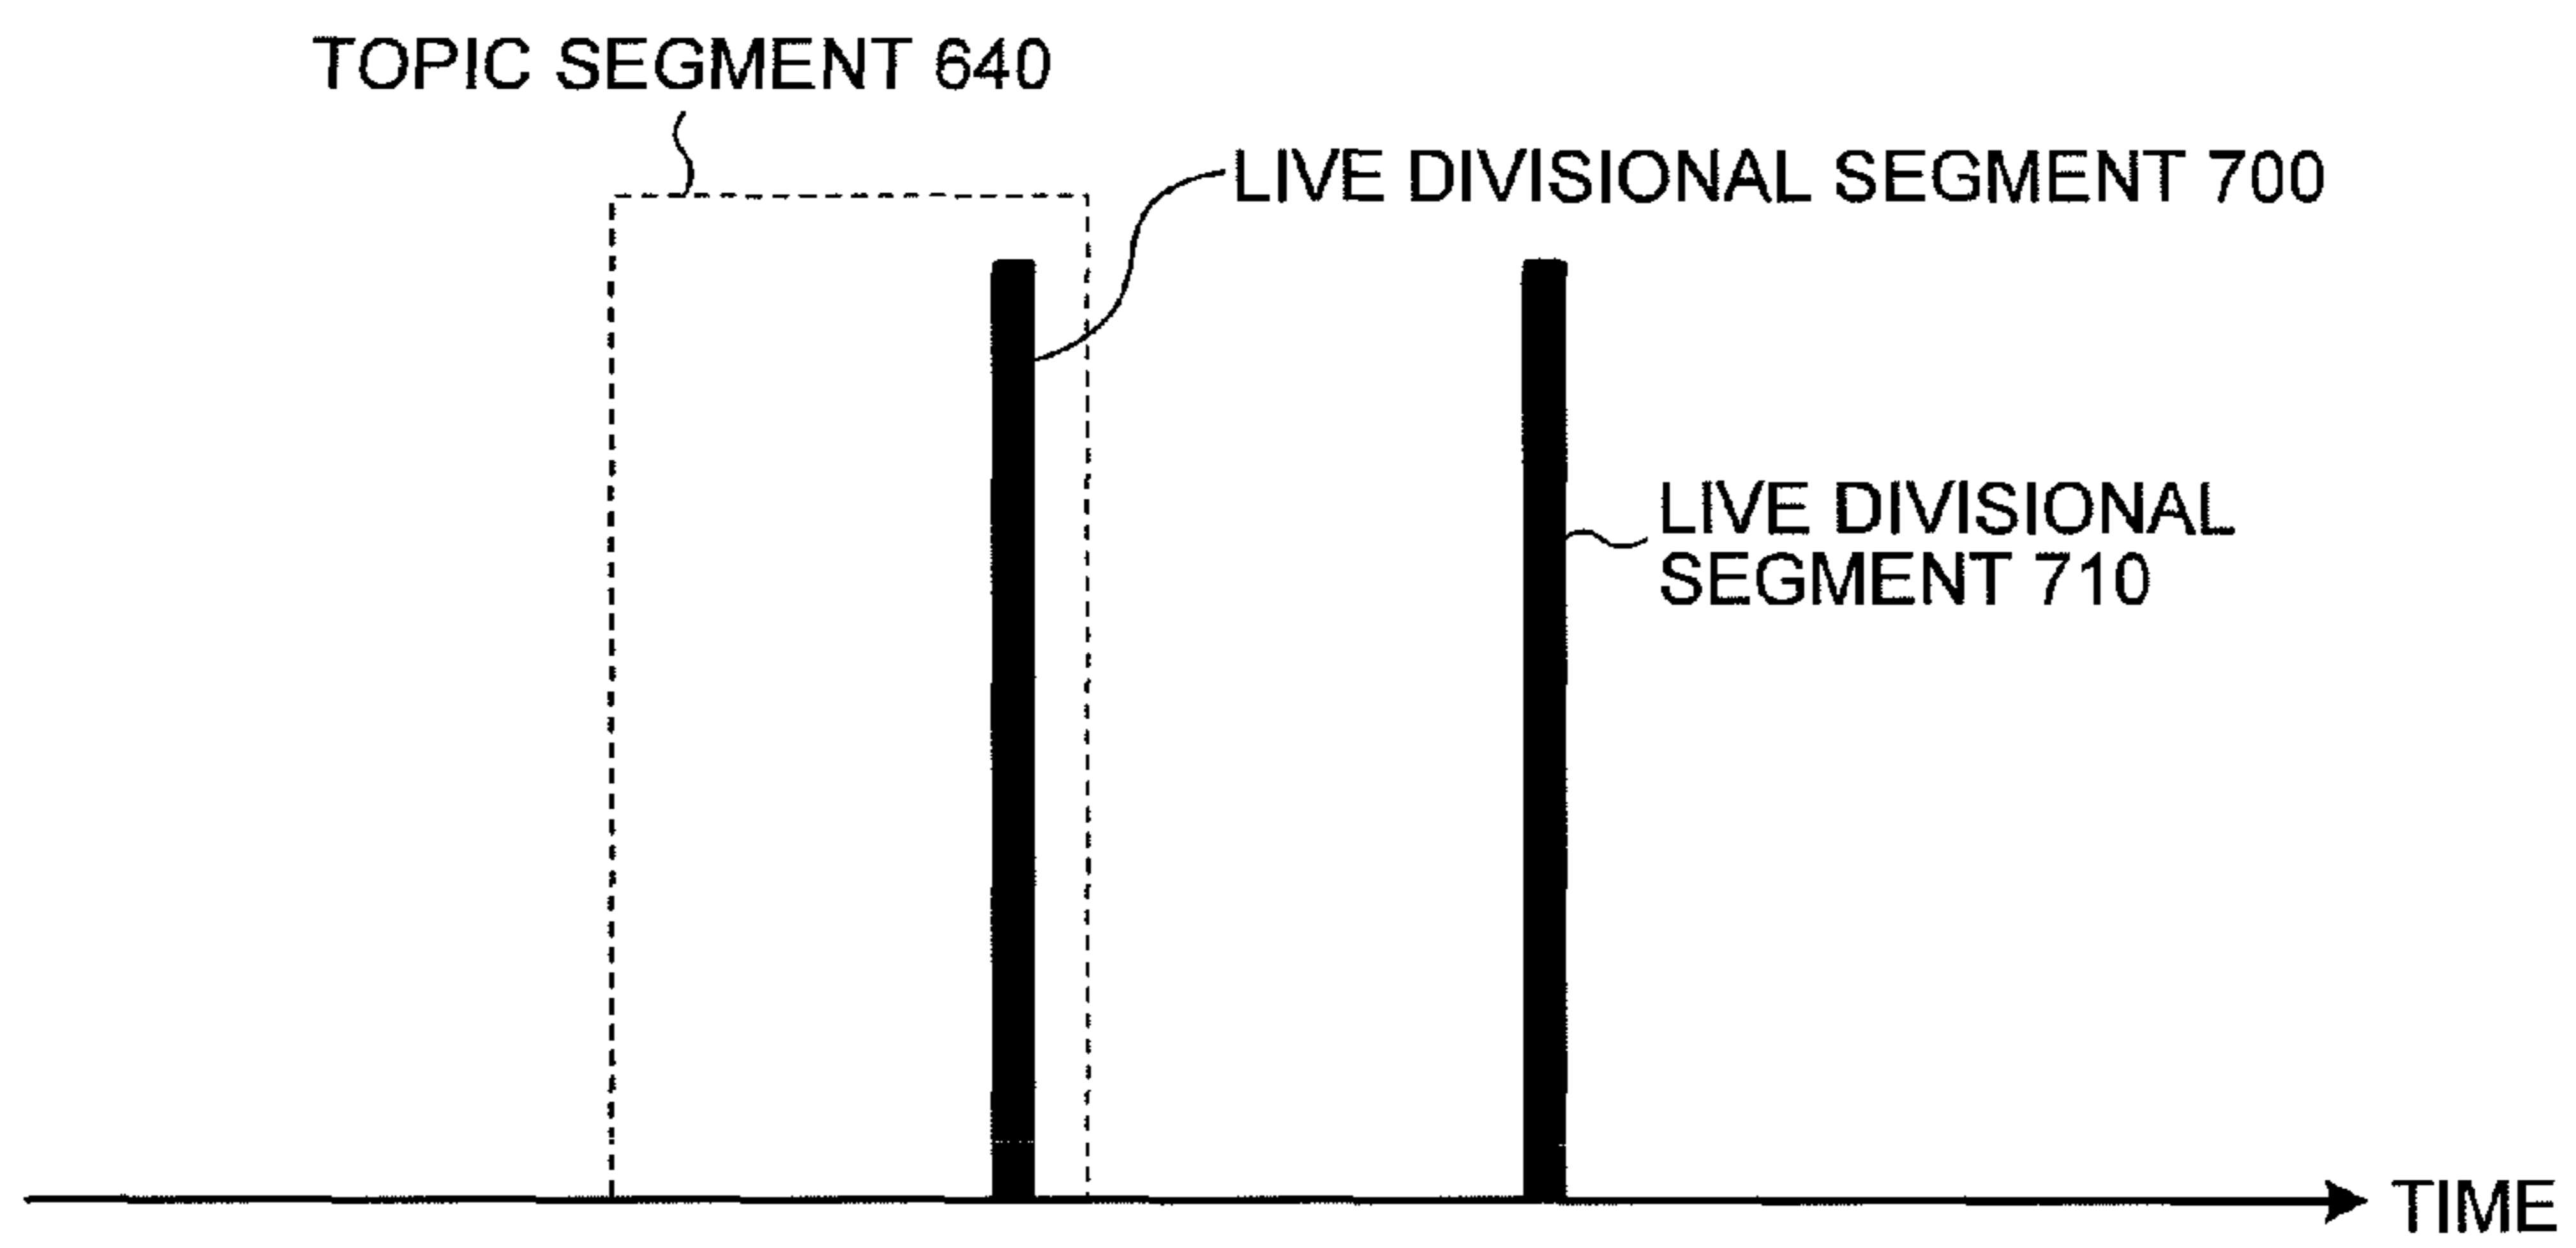 TOPIC SEGMENT 640
LIVE DIVISIONAL SEGMENT 700
LIVE DIVISIONAL
SEGMENT 710
TIME